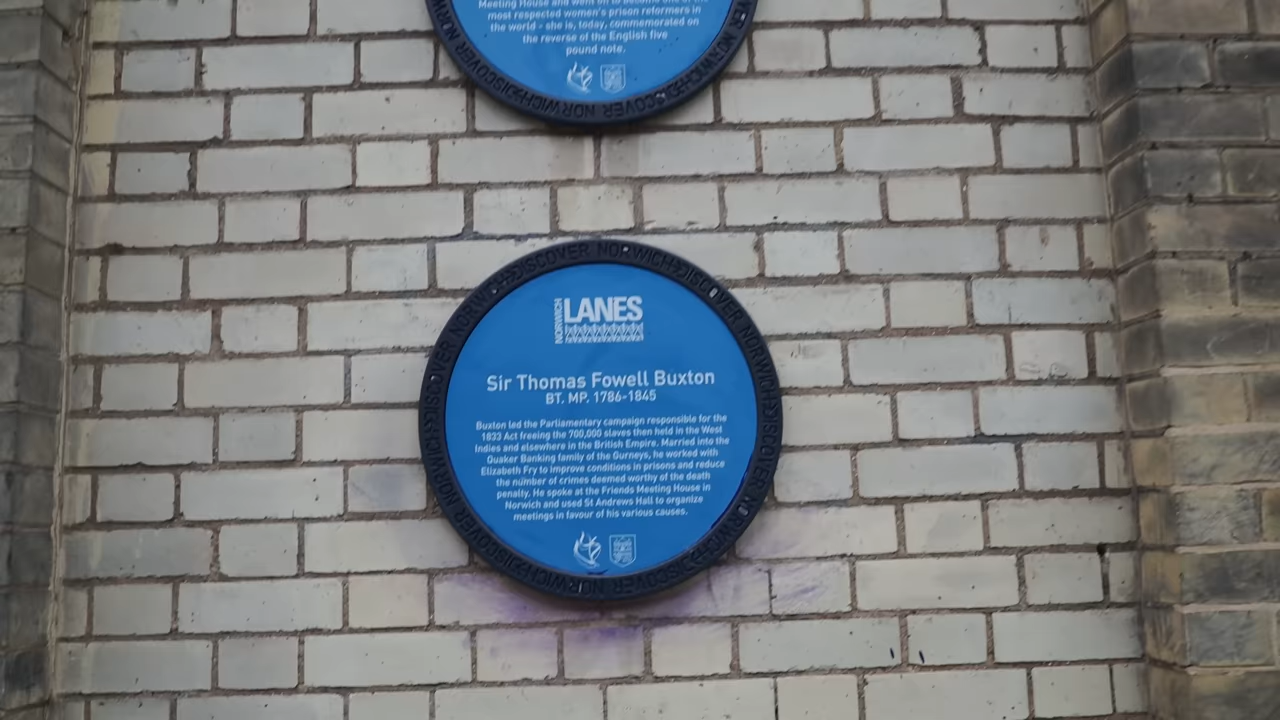 Meeting House and went on to become one of the
most respected women's prison reformers in
the world - she is, today, commemorated on
the reverse of the English five
pound note.
DISCOVER NORWICH
DISCOVER NORWICH DISCOVER NORWICH DISCOVER NORWICH
NORWICH
LANES
Sir Thomas Fowell Buxton
BT. MP. 1786-1845
Buxton led the Parliamentary campaign responsible for the
1833 Act freeing the 700,000 slaves then held in the West
Indies and elsewhere in the British Empire. Married into the
Quaker Banking family of the Gurneys, he worked with
Elizabeth Fry to improve conditions in prisons and reduce
the number of crimes deemed worthy of the death
penalty. He spoke at the Friends Meeting House in
Norwich and used St Andrews Hall to organize
meetings in favour of his various causes.